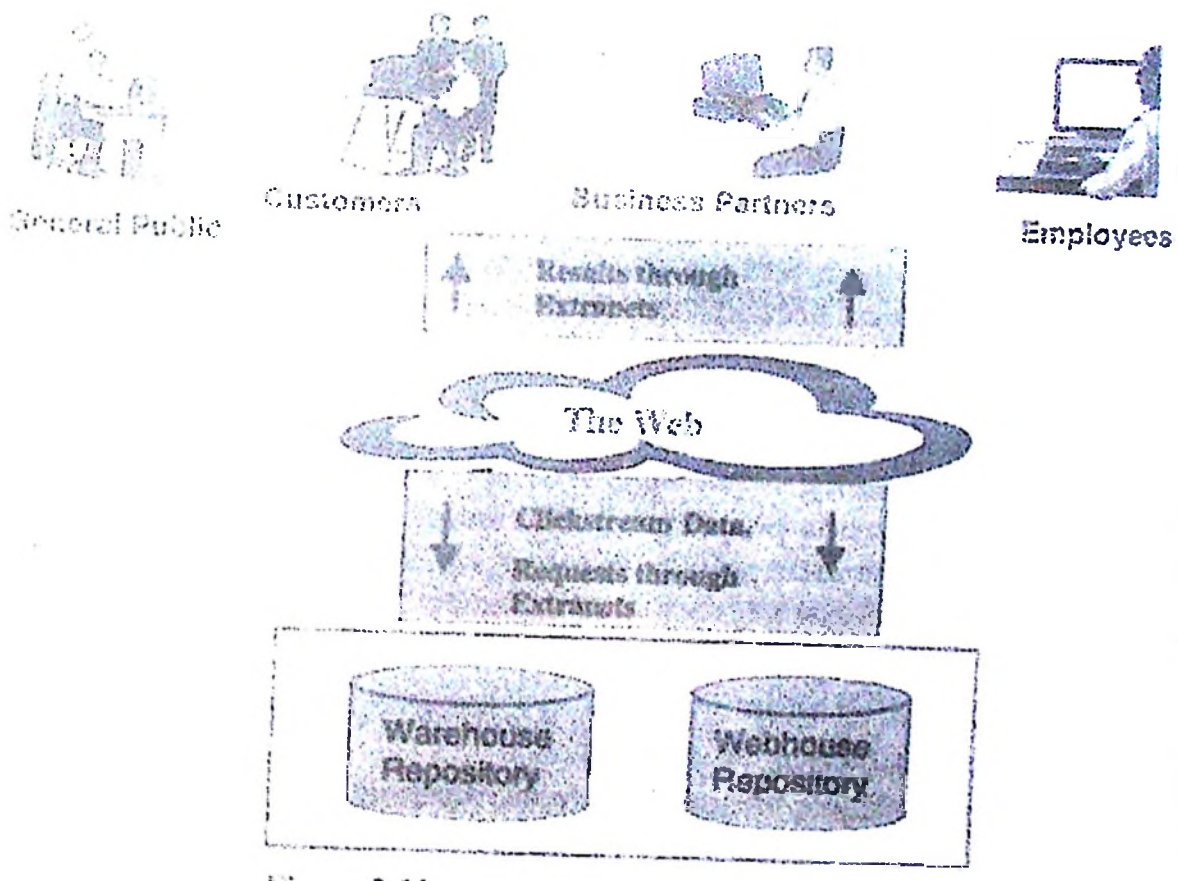 General Public
Customers
Business Partners
Employees
Results through
Extranets
The Web
Clickstream Data,
Requests through
Extranets
Warehouse
Repository
Webhouse
Repository